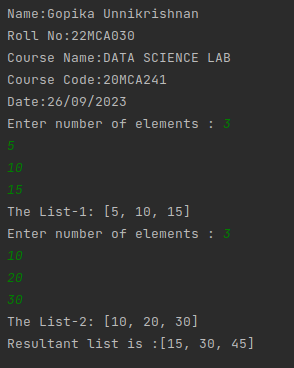 Name:Gopika Unnikrishnan
Roll No:22MCA030
Course Name:DATA SCIENCE LAB
Course Code:20MCA241
Date:26/09/2023
Enter number of elements : 3
5
10
15
The List-1: [5, 10, 15]
Enter number of elements : 3
10
20
30
The List-2: [10, 20, 30]
Resultant list is :[15, 30, 45]